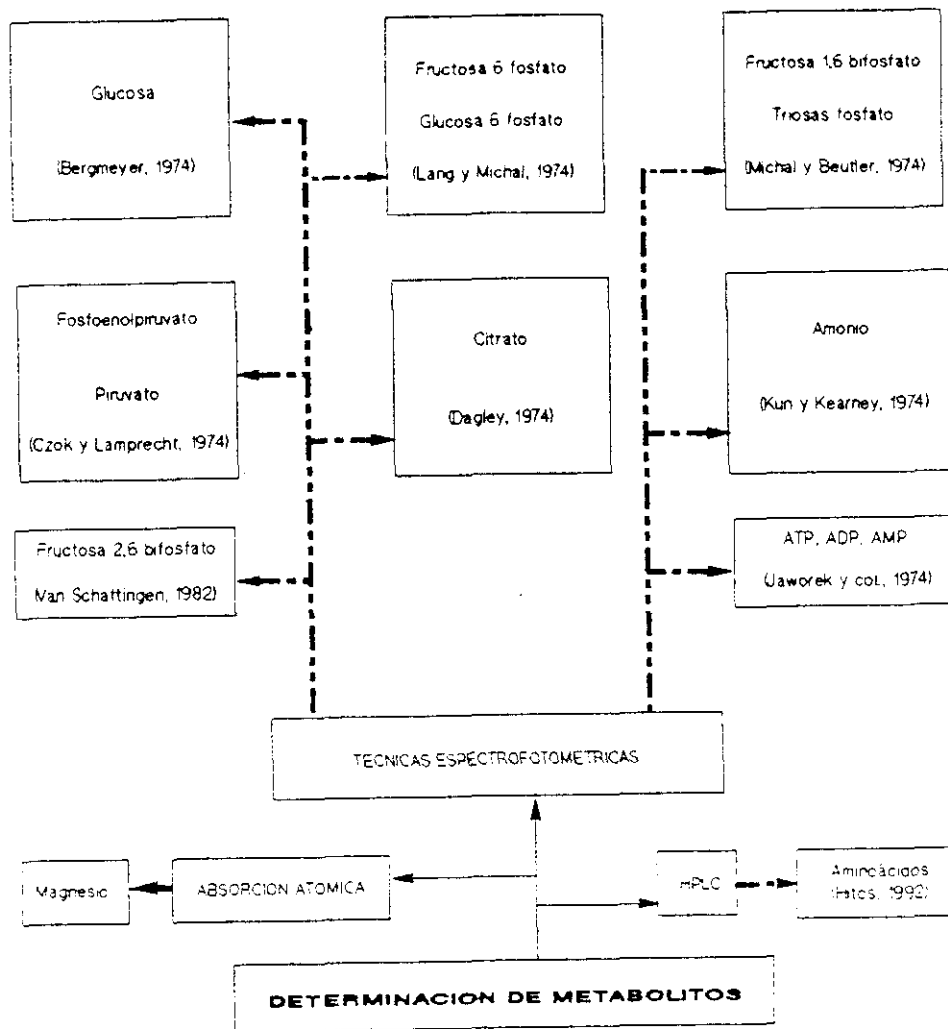 Glucosa
(Bergmeyer, 1974)
Fructosa 6 fosfato
Glucosa 6 fosfato
(Lang y Michal, 1974)
Fructosa 1,6 bifosfato
Triosas fosfato
(Michal y Beutler, 1974)
Fosfoenolpiruvato
Piruvato
(Czok y Lamprecht, 1974)
Citrato
(Dagley, 1974)
Amonio
(Kun y Kearney, 1974)
Fructosa 2,6 bifosfato
(Van Schaftingen, 1982)
ATP, ADP, AMP
(Jaworek y col., 1974)
TECNICAS ESPECTROFOTOMETRICAS
Magnesio
ABSORCION ATOMICA
HPLC
Aminoácidos
(Hitos, 1992)
DETERMINACION DE METABOLITOS